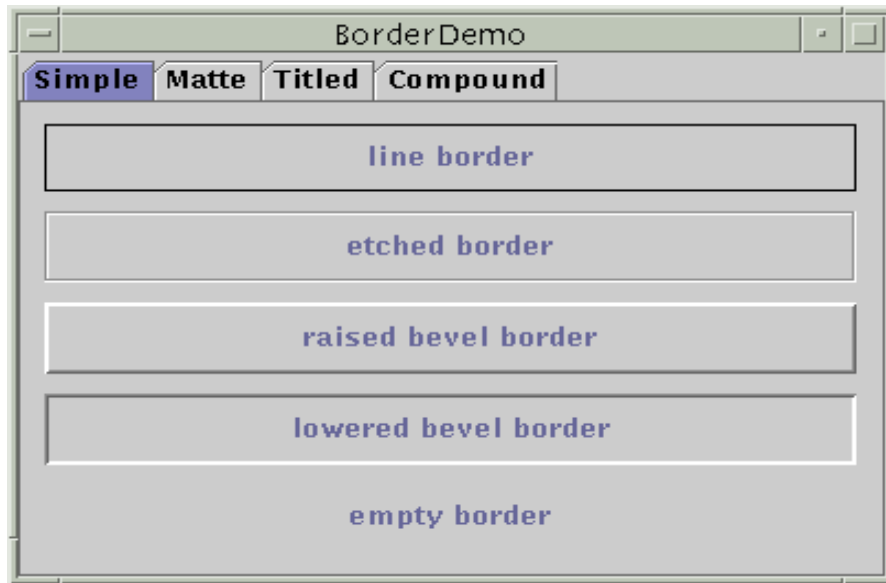 BorderDemo
Simple Matte Titled Compound
line border
etched border
raised bevel border
lowered bevel border
empty border